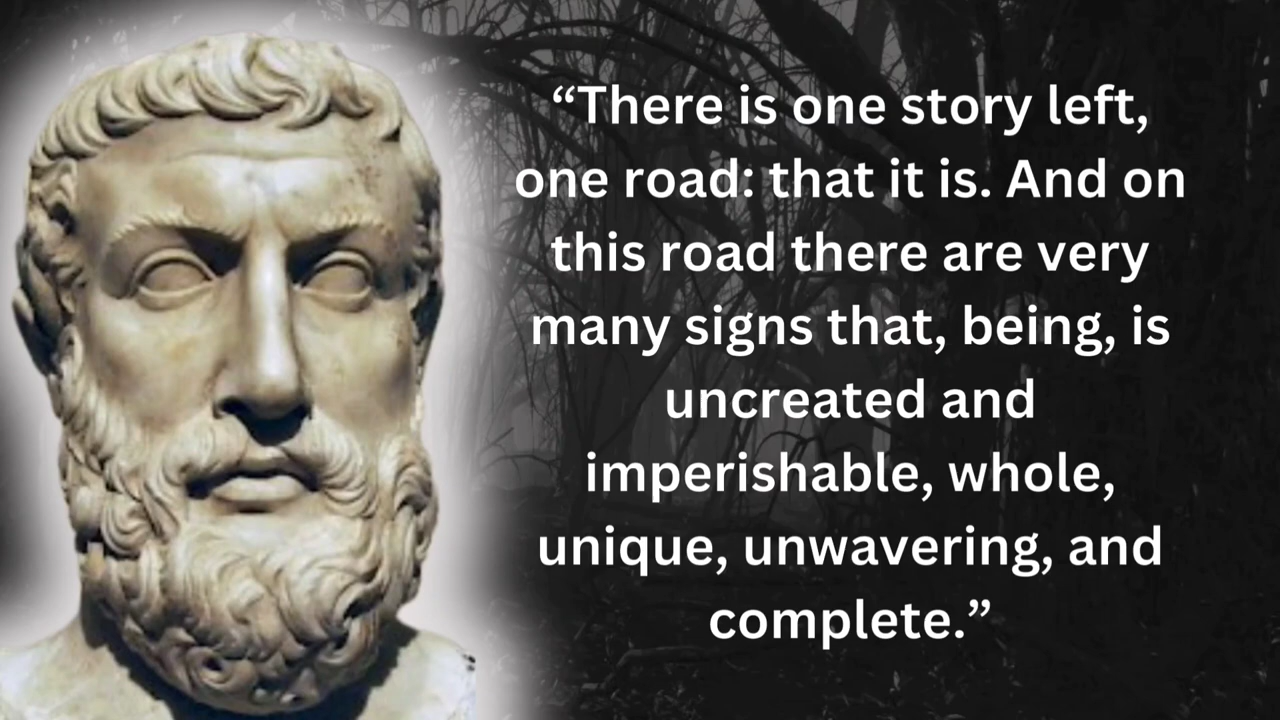 “There is one story left,
one road: that it is. And on
this road there are very
many signs that, being, is
uncreated and
imperishable, whole,
unique, unwavering, and
complete.”